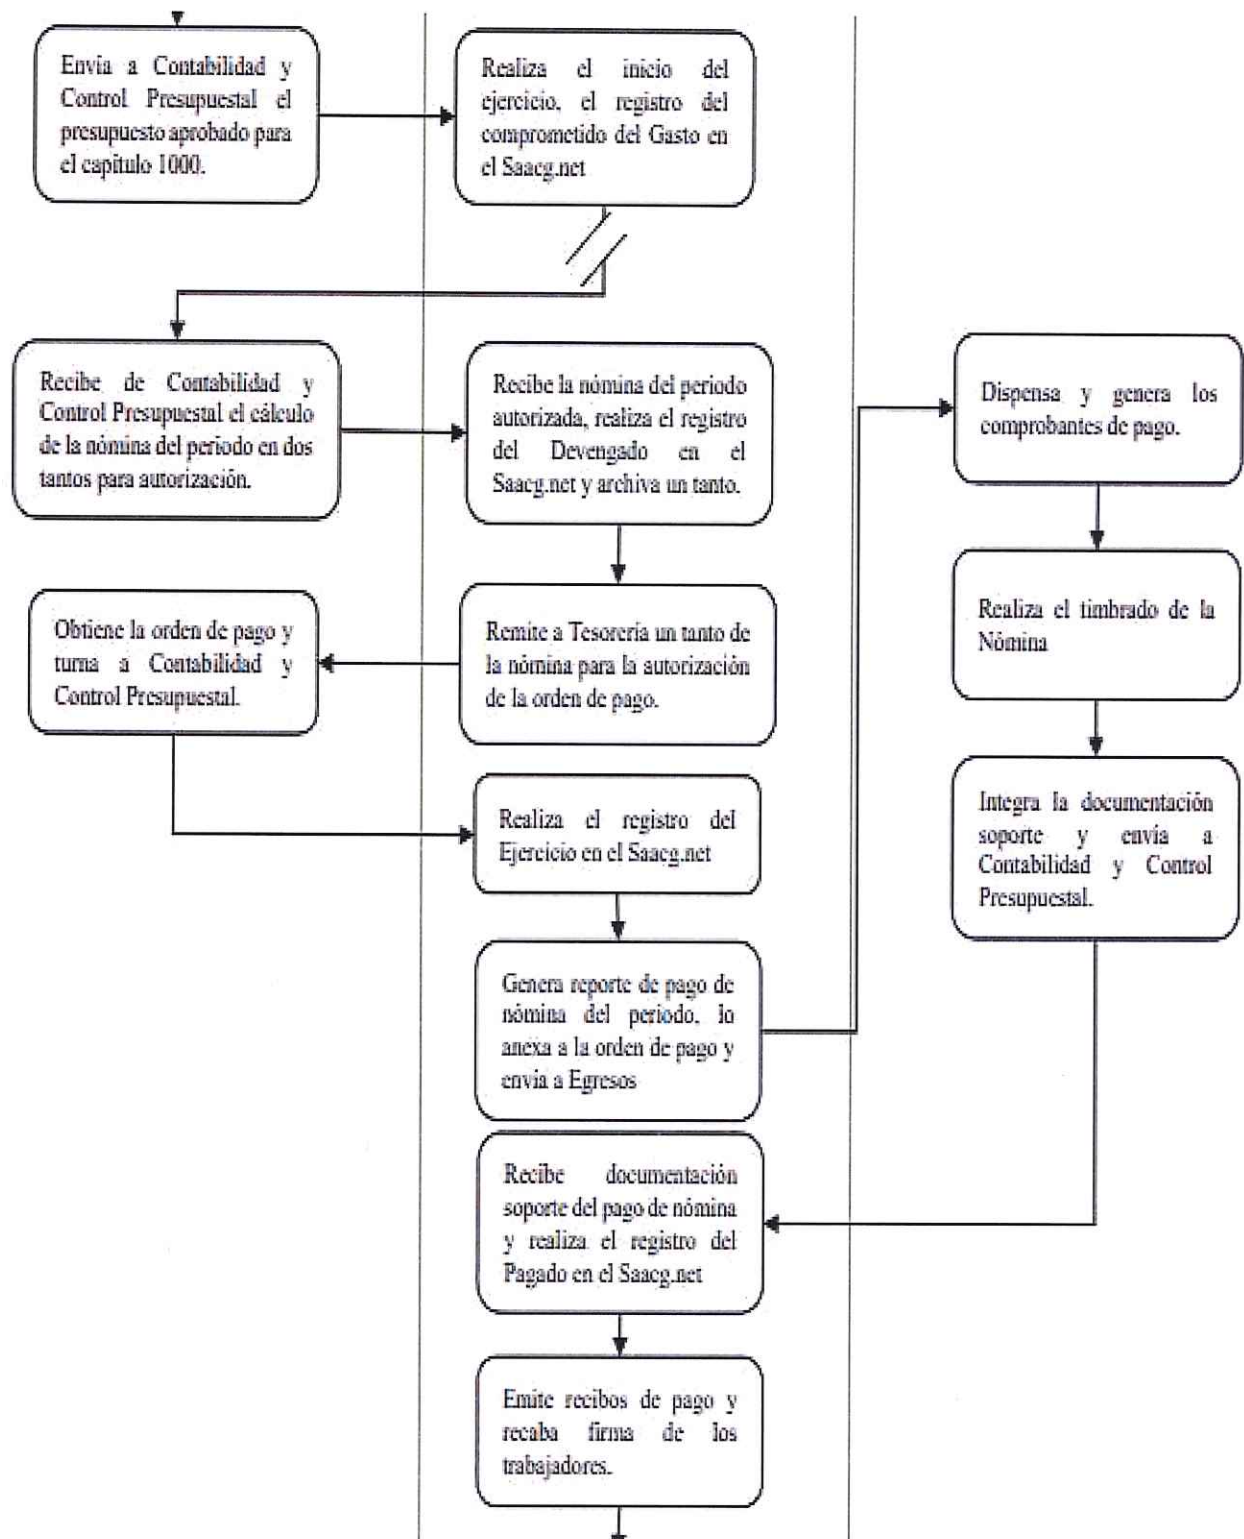 Envia a Contabilidad y
Control Presupuestal el
presupuesto aprobado para
el capitulo 1000.
Realiza el inicio del
ejercicio, el registro del
comprometido del Gasto en
el Saacg.net
Recibe de Contabilidad y
Control Presupuestal el cálculo
de la nómina del periodo en dos
tantos para autorización.
Recibe la nómina del periodo
autorizada, realiza el registro
del Devengado en el
Saacg.net y archiva un tanto.
Dispensa y genera los
comprobantes de pago.
Remite a Tesorería un tanto de
la nómina para la autorización
de la orden de pago.
Obtiene la orden de pago y
turna a Contabilidad y
Control Presupuestal.
Realiza el timbrado de la
Nómina
Realiza el registro del
Ejercicio en el Saacg.net
Integra la documentación
soporte y envía a
Contabilidad y Control
Presupuestal.
Genera reporte de pago de
nómina del periodo, lo
anexa a la orden de pago y
envia a Egresos
Recibe documentación
soporte del pago de nómina
y realiza el registro del
Pagado en el Saacg.net
Emite recibos de pago y
recaba firma de los
trabajadores.